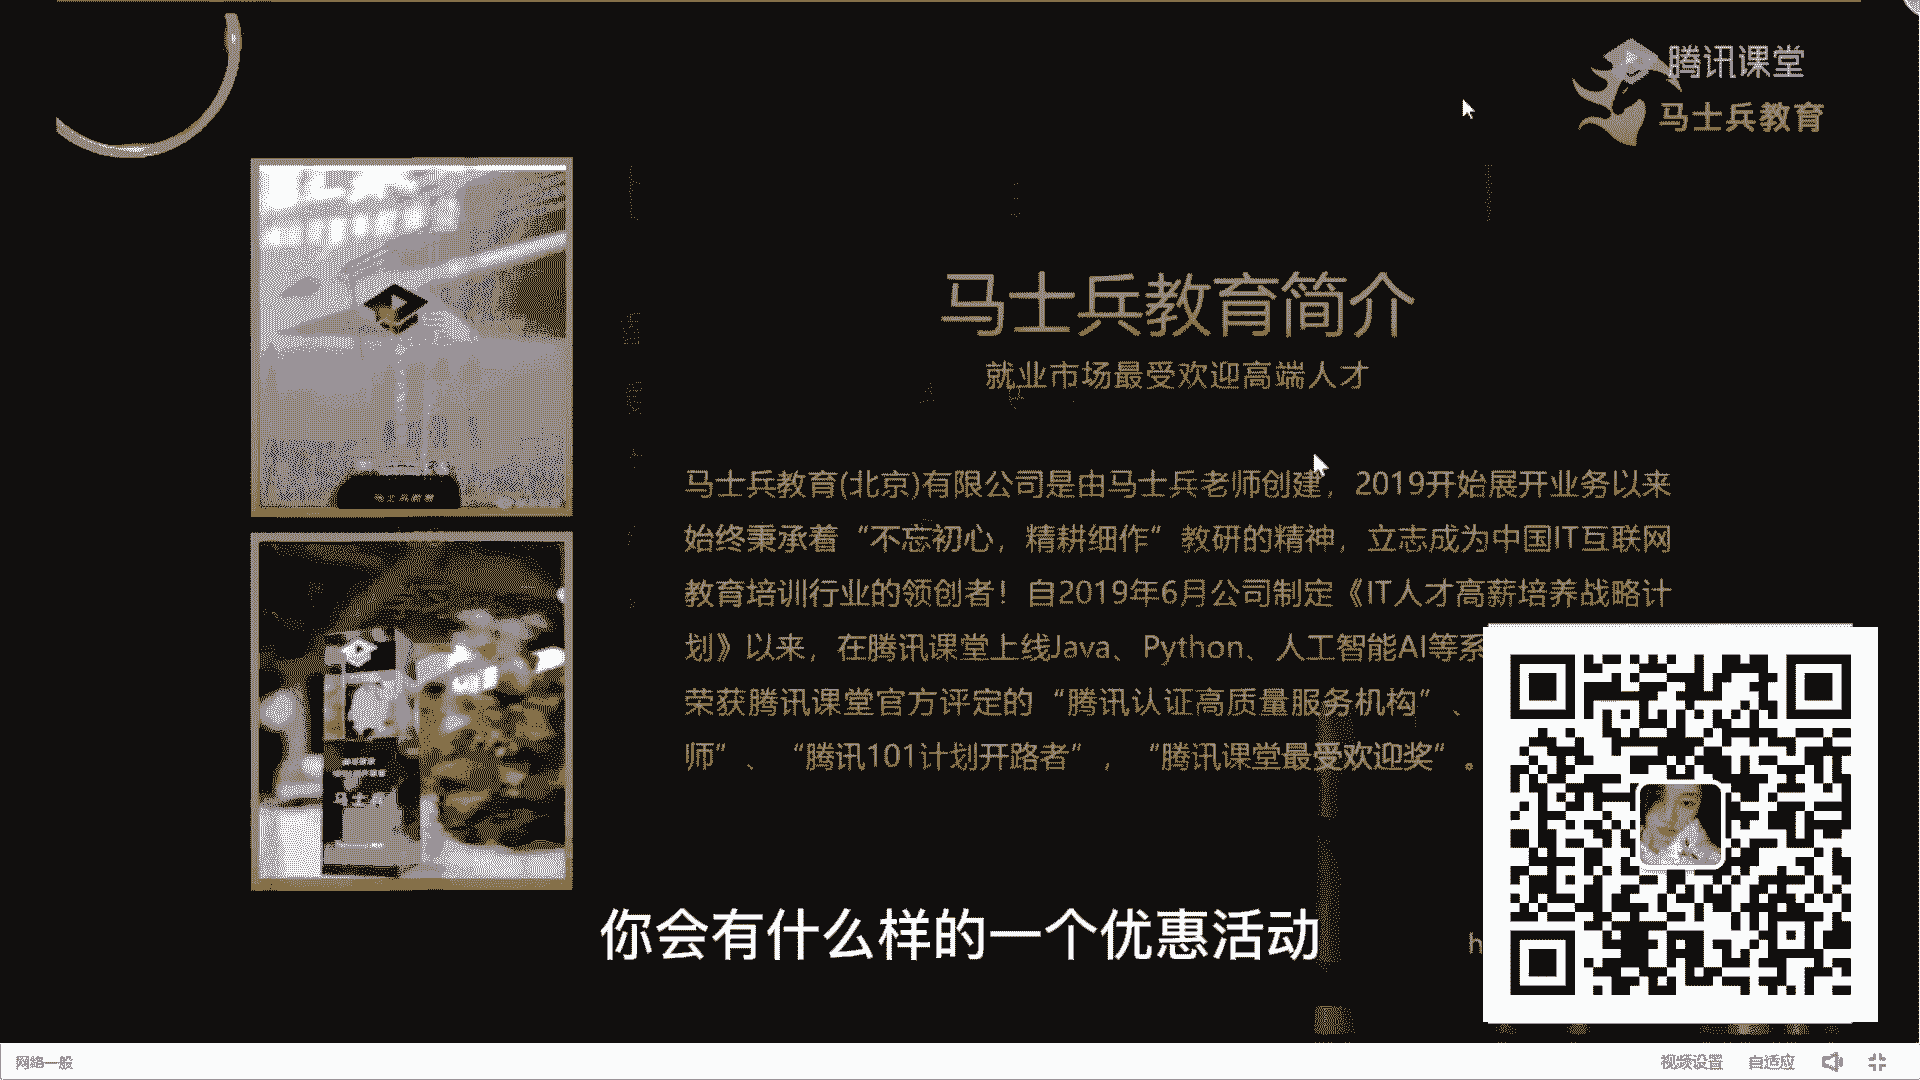 腾讯课堂
马士兵教育
马士兵教育简介
就业市场最受欢迎高端人才
马士兵教育(北京)有限公司是由马士兵老师创建，2019开始展开业务以来
始终秉承着“不忘初心，精耕细作”教研的精神，立志成为中国IT互联网
教育培训行业的领创者！自2019年6月公司制定《IT人才高薪培养战略计
划》以来，在腾讯课堂上线Java、Python、人工智能AI等系
荣获腾讯课堂官方评定的“腾讯认证高质量服务机构”、
师”、“腾讯101计划开路者”，“腾讯课堂最受欢迎奖”。
马士兵教育
马士兵
你会有什么样的一个优惠活动
h
网络一般
视频设置 自适应